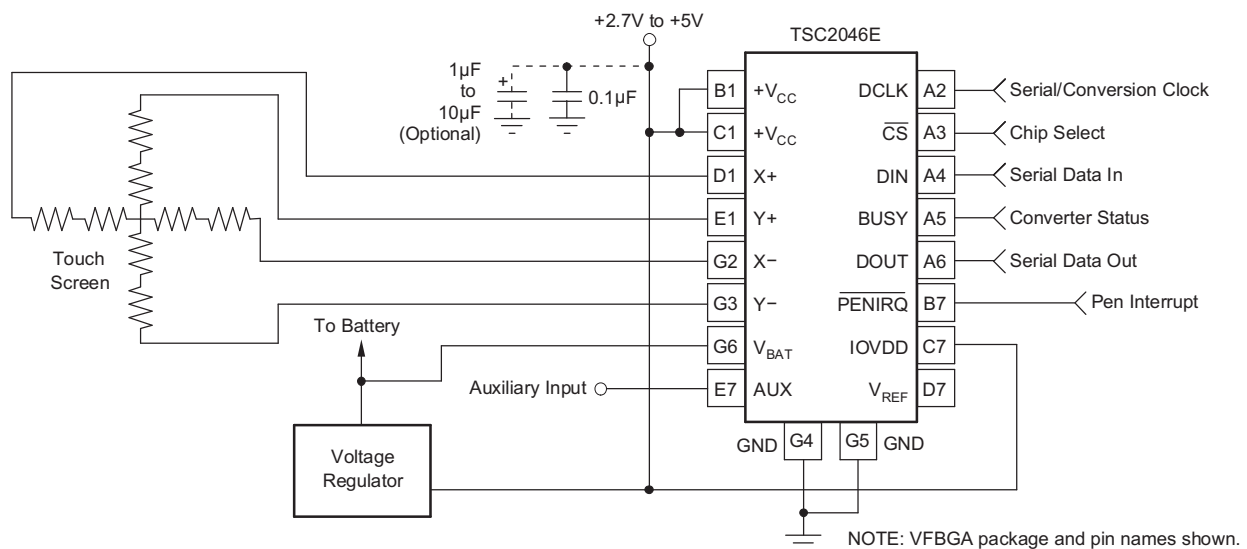 +2.7V to +5V
TSC2046E
1µF
to
10µF
(Optional)
+
0.1µF
B1 +VCC
C1 +VCC
D1 X+
E1 Y+
G2 X−
G3 Y−
G6 VBAT
E7 AUX
DCLK A2 Serial/Conversion Clock
CS A3 Chip Select
DIN A4 Serial Data In
BUSY A5 Converter Status
DOUT A6 Serial Data Out
PENIRQ B7 Pen Interrupt
IOVDD C7
VREF D7
Touch
Screen
To Battery
Auxiliary Input
Voltage
Regulator
GND G4 G5 GND
NOTE: VFBGA package and pin names shown.